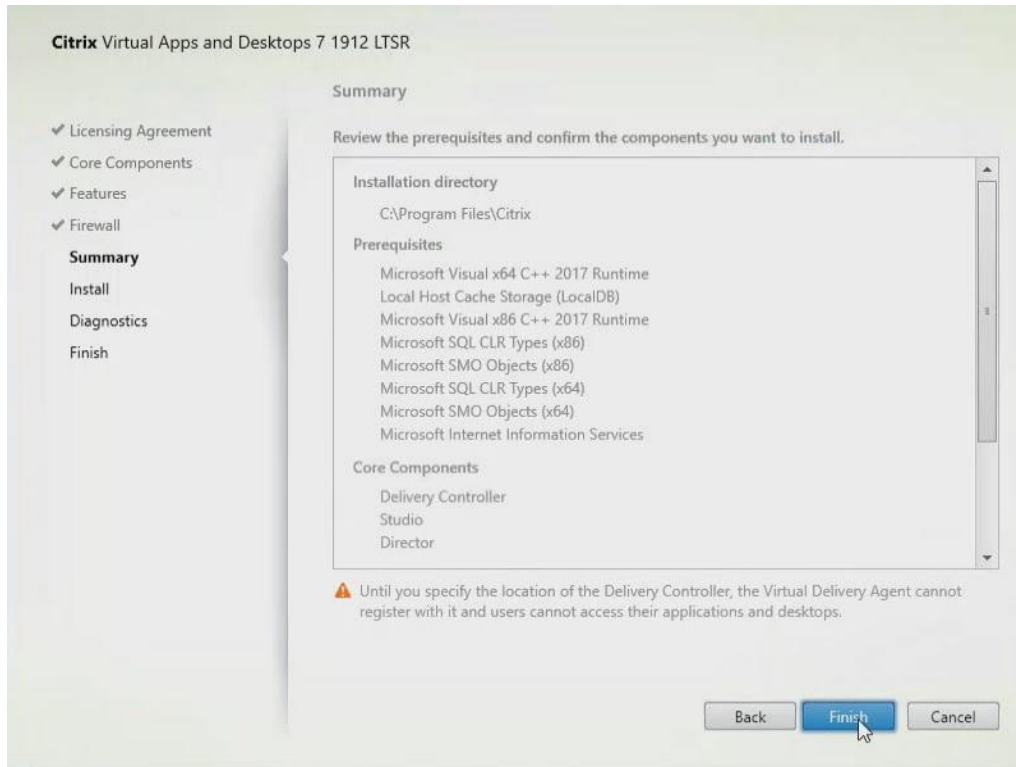 Citrix Virtual Apps and Desktops 7 1912 LTSR
Licensing Agreement
Core Components
Features
Firewall
Summary
Install
Diagnostics
Finish
Summary
Review the prerequisites and confirm the components you want to install.
Installation directory
C:\Program Files\Citrix
Prerequisites
Microsoft Visual x64 C++ 2017 Runtime
Local Host Cache Storage (LocalDB)
Microsoft Visual x86 C++ 2017 Runtime
Microsoft SQL CLR Types (x86)
Microsoft SMO Objects (x86)
Microsoft SQL CLR Types (x64)
Microsoft SMO Objects (x64)
Microsoft Internet Information Services
Core Components
Delivery Controller
Studio
Director
Until you specify the location of the Delivery Controller, the Virtual Delivery Agent cannot
register with it and users cannot access their applications and desktops.
Back
Finish
Cancel